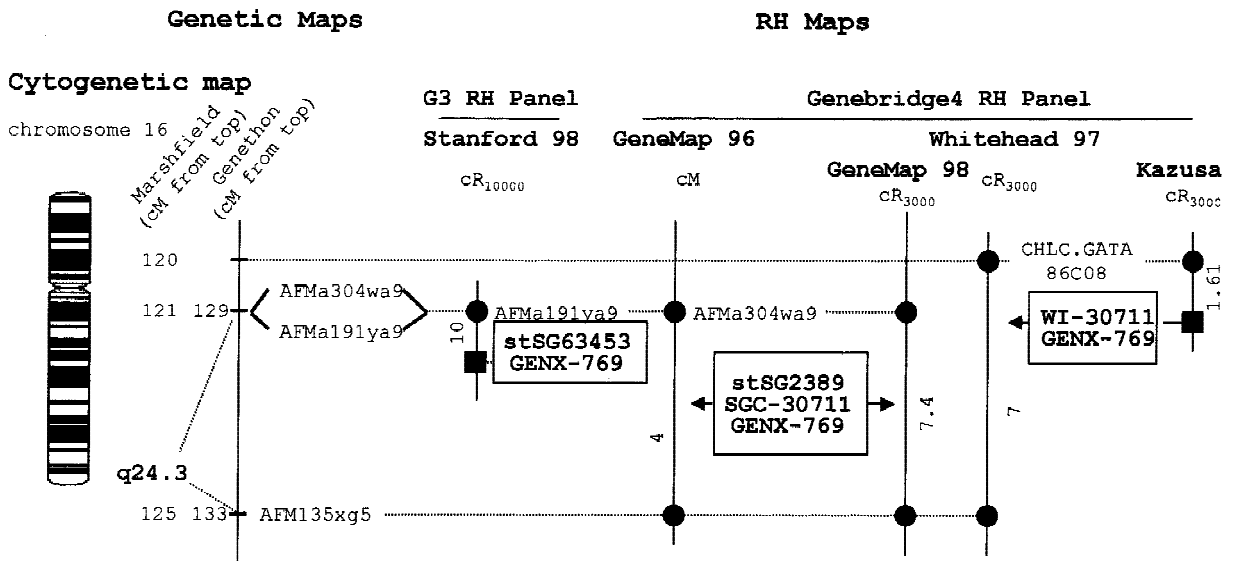 Genetic Maps
RH Maps
Cytogenetic map
chromosome 16
Marshfield
(cM from top)
Genethon
(cM from top)
G3 RH Panel
Genebridge4 RH Panel
Stanford 98
GeneMap 96
Whitehead 97
GeneMap 98
Kazusa
cR10000
cM
cR3000
cR3000
cR3000
120
CHLC.GATA
86C08
1.61
AFMa304wa9
121 129
AFMa191ya9
AFMa304wa9
AFMa191ya9
10
stSG63453
GENX-769
WI-30711
GENX-769
stSG2389
SGC-30711
GENX-769
4
7.4
7
q24.3
125 133
AFM135xg5